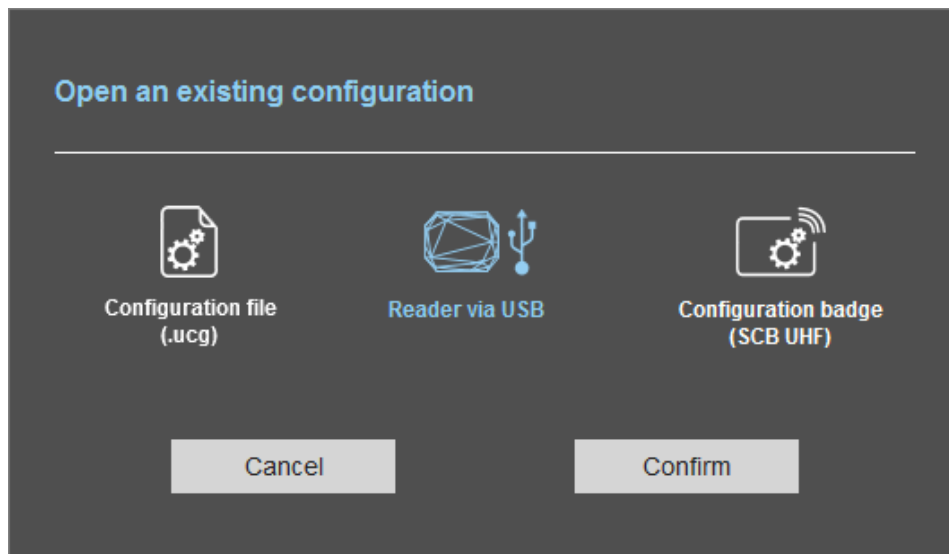 Open an existing configuration
Configuration file
(.ucg)
Reader via USB
Configuration badge
(SCB UHF)
Cancel
Confirm